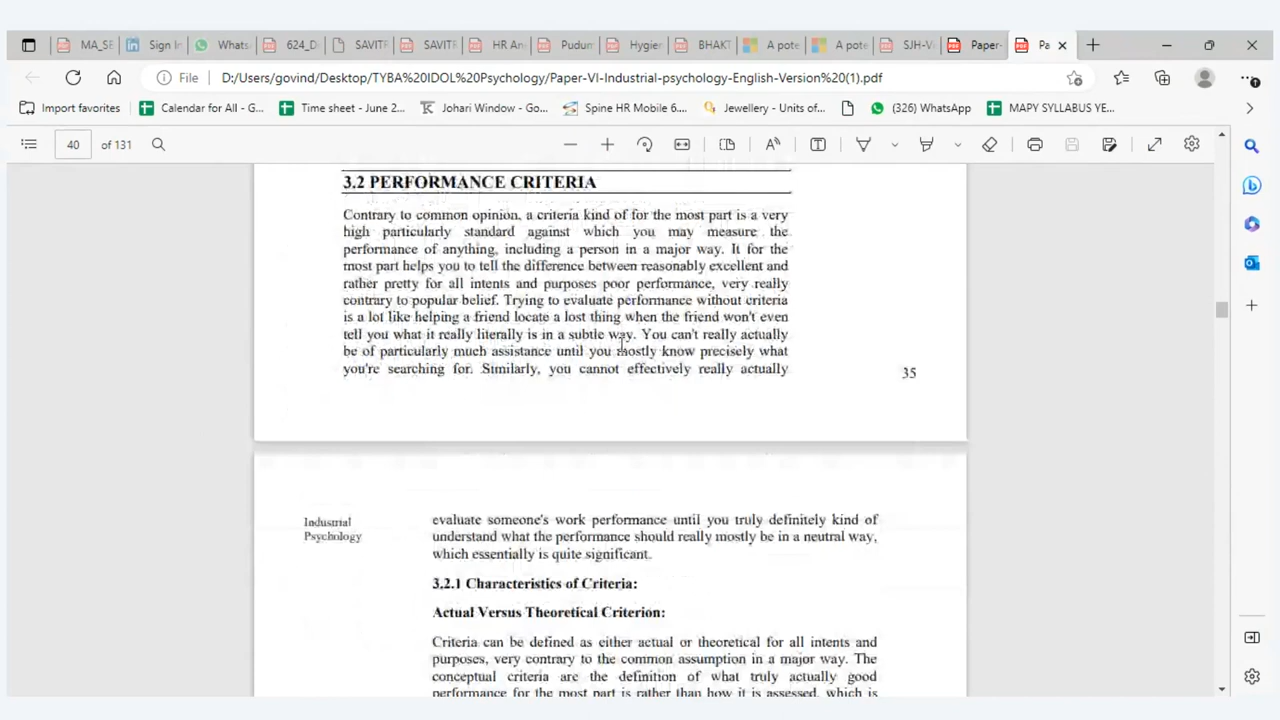 MA_SE
Sign In
Whats
624_D
SAVITR
SAVITR
HR An
Pudum
Hygier
BHAKT
A pote
A pote
SJH-V
Paper-
Pa
File
D:/Users/govind/Desktop/TYBA%20IDOL%20Psychology/Paper-VI-Industrial-psychology-English-Version%20(1).pdf
Import favorites
Calendar for All - G...
Time sheet - June 2...
Johari Window - Go...
Spine HR Mobile 6....
Jewellery - Units of...
(326) WhatsApp
MAPY SYLLABUS YE...
40 of 131
3.2 PERFORMANCE CRITERIA
Contrary to common opinion, a criteria kind of for the most part is a very
high particularly standard against which you may measure the
performance of anything, including a person in a major way. It for the
most part helps you to tell the difference between reasonably excellent and
rather pretty for all intents and purposes poor performance, very really
contrary to popular belief. Trying to evaluate performance without criteria
is a lot like helping a friend locate a lost thing when the friend won't even
tell you what it really literally is in a subtle way. You can't really actually
be of particularly much assistance until you mostly know precisely what
you're searching for. Similarly, you cannot effectively really actually
35
Industrial
Psychology
evaluate someone's work performance until you truly definitely kind of
understand what the performance should really mostly be in a neutral way,
which essentially is quite significant.
3.2.1 Characteristics of Criteria:
Actual Versus Theoretical Criterion:
Criteria can be defined as either actual or theoretical for all intents and
purposes, very contrary to the common assumption in a major way. The
conceptual criteria are the definition of what truly actually good
performance for the most part is rather than how it is assessed, which is